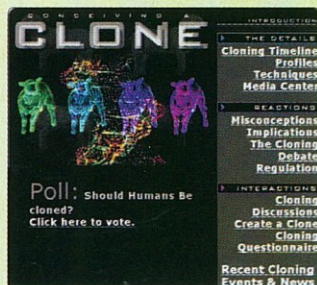 CONCEIVING A
CLONE
Poll: Should Humans Be
cloned?
Click here to vote.
INTRODUCTION
THE DETAILS
Cloning Timeline
Profiles
Techniques
Media Center
REACTIONS
Misconceptions
Implications
The Cloning
Debate
Regulation
INTERACTIONS
Cloning
Discussions
Create a Clone
Cloning
Questionnaire
Recent Cloning
Events & News